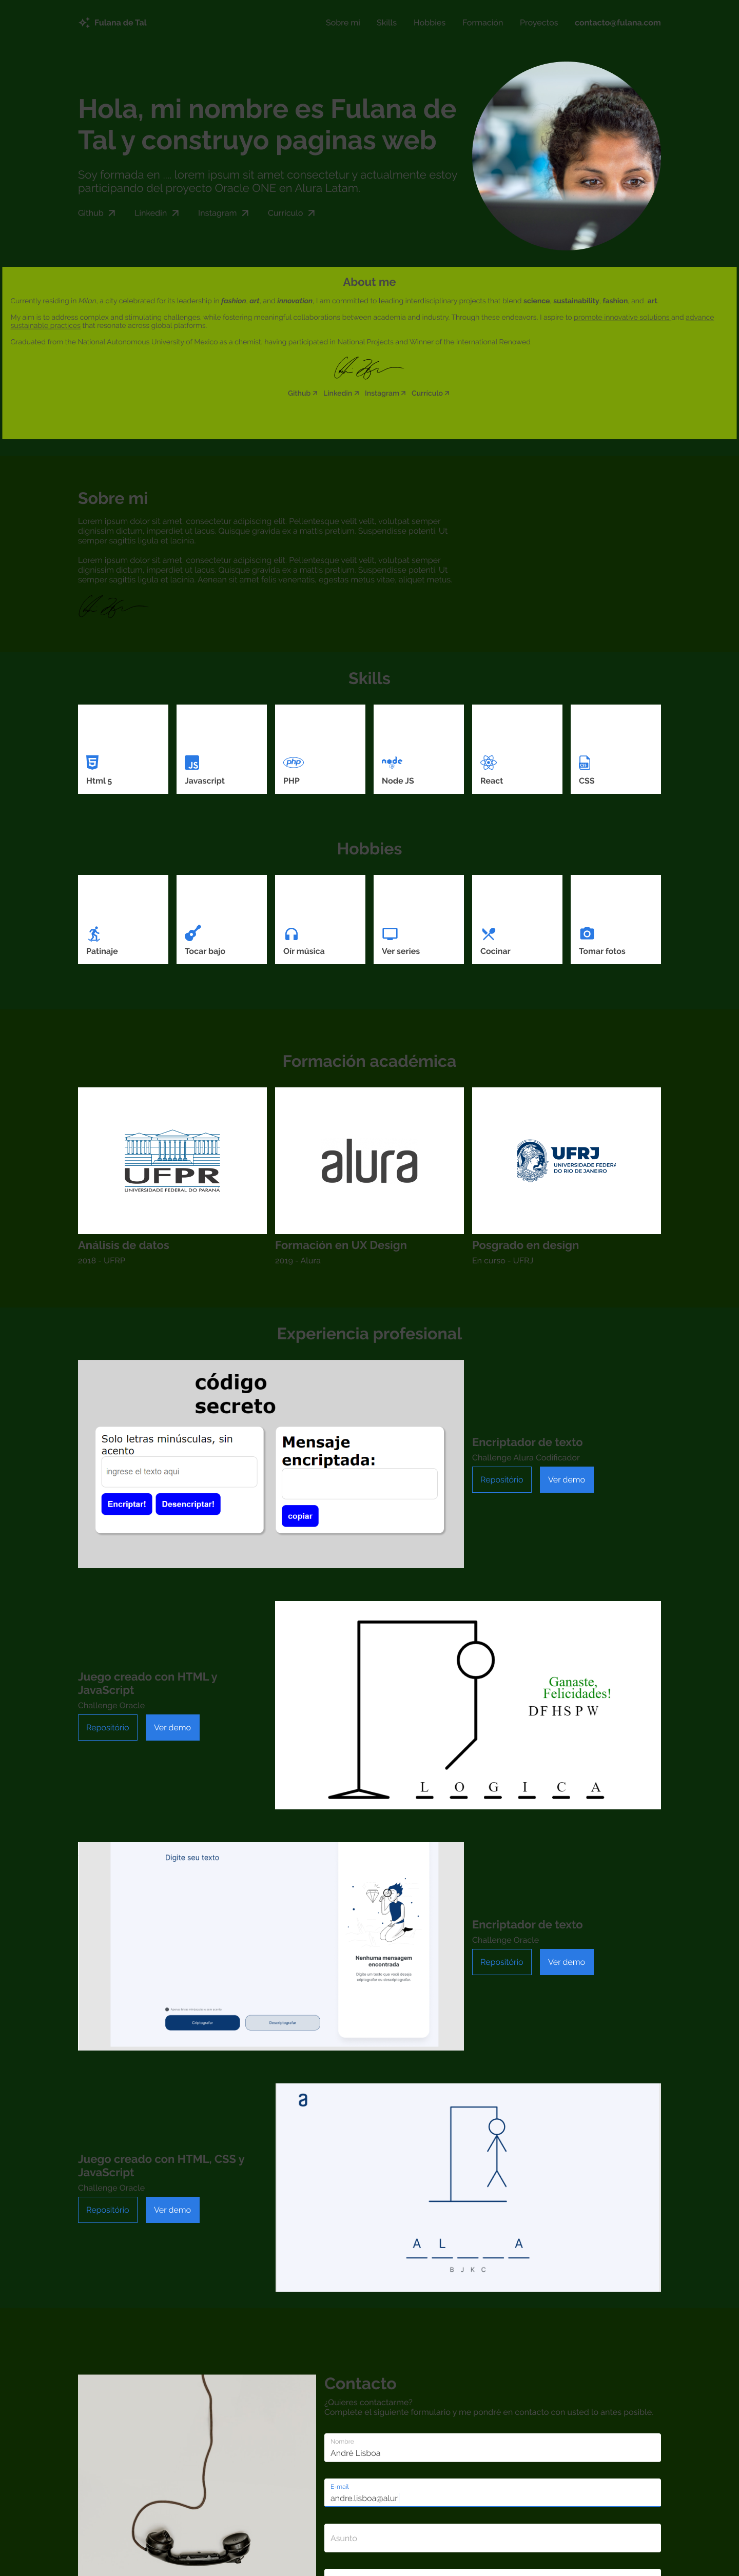 Fulana de Tal
Sobre mi Skills Hobbies Formación Proyectos contacto@fulana.com
Hola, mi nombre es Fulana de
Tal y construyo paginas web
Soy formada en ... lorem ipsum sit amet consectetur y actualmente estoy
participando del proyecto Oracle ONE en Alura Latam.
Github Linkedin Instagram Curriculo
About me
Currently residing in Milan, a city celebrated for its leadership in fashion, art, and innovation, I am committed to leading interdisciplinary projects that blend science, sustainability, fashion, and art.
My aim is to address complex and stimulating challenges, while fostering meaningful collaborations between academia and industry. Through these endeavors, I aspire to promote innovative solutions and advance
sustainable practices that resonate across global platforms.
Graduated from the National Autonomous University of Mexico as a chemist, having participated in National Projects and Winner of the international Renowed
Github Linkedin Instagram Curriculo
Sobre mi
Lorem ipsum dolor sit amet, consectetur adipiscing elit. Pellentesque velit velit, volutpat semper
dignissim dictum, imperdiet ut lacus. Quisque gravida ex a mattis pretium. Suspendisse potenti. Ut
semper sagittis ligula et lacinia.
Lorem ipsum dolor sit amet, consectetur adipiscing elit. Pellentesque velit velit, volutpat semper
dignissim dictum, imperdiet ut lacus. Quisque gravida ex a mattis pretium. Suspendisse potenti. Ut
semper sagittis ligula et lacinia. Aenean sit amet felis venenatis, egestas metus vitae, aliquet metus.
Skills
Html 5 Javascript PHP Node JS React CSS
Hobbies
Patinaje Tocar bajo Oír música Ver series Cocinar Tomar fotos
Formación académica
UFPR
UNIVERSIDADE FEDERAL DO PARANÁ
alura
UFRJ
UNIVERSIDADE FEDERA
DO RIO DE JANEIRO
Análisis de datos
2018 - UFRP
Formación en UX Design
2019 - Alura
Posgrado en design
En curso - UFRJ
Experiencia profesional
código
secreto
Solo letras minúsculas, sin
acento
ingrese el texto aqui
Encriptar! Desencriptar!
Mensaje
encriptada:
copiar
Encriptador de texto
Challenge Alura Codificador
Repositório Ver demo
Juego creado con HTML y
JavaScript
Challenge Oracle
Repositório Ver demo
Ganaste,
Felicidades!
D F H S P W
L O G I C A
Digite seu texto
Nenhuma mensagem
encontrada
Digite um texto que você deseja
criptografar ou descriptografar.
Criptografar Descriptografar
Encriptador de texto
Challenge Oracle
Repositório Ver demo
Juego creado con HTML, CSS y
JavaScript
Challenge Oracle
Repositório Ver demo
a
A L A
B J K C
Contacto
¿Quieres contactarme?
Complete el siguiente formulario y me pondré en contacto con usted lo antes posible.
Nombre
André Lisboa
E-mail
andre.lisboa@alur
Asunto